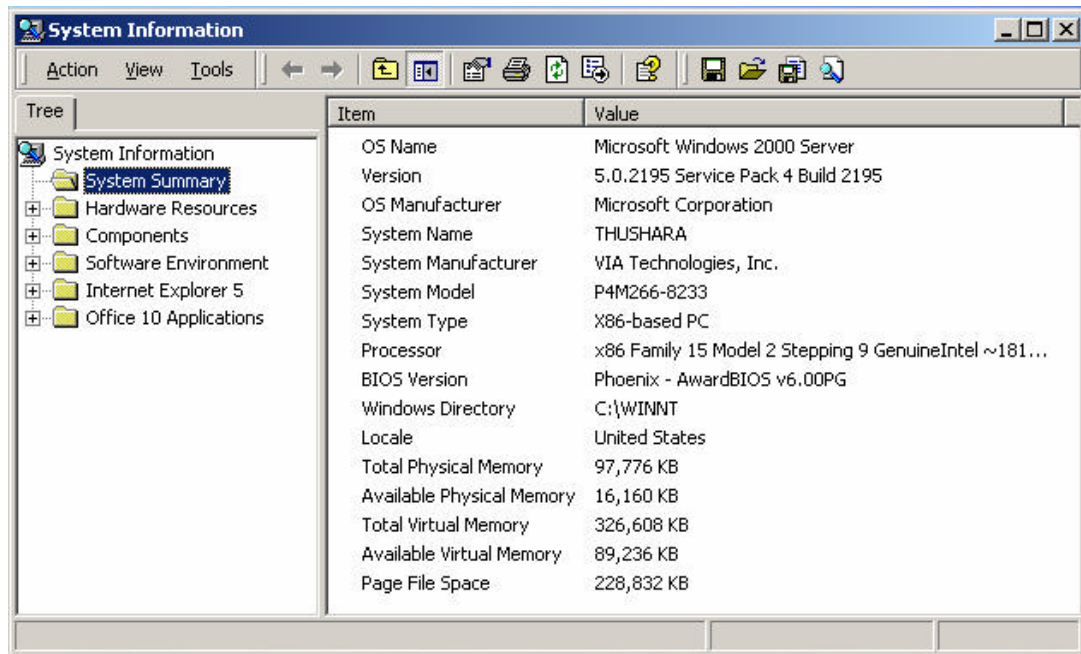 System Information
Action View Tools
Tree
System Information
System Summary
Hardware Resources
Components
Software Environment
Internet Explorer 5
Office 10 Applications
Item Value
OS Name Microsoft Windows 2000 Server
Version 5.0.2195 Service Pack 4 Build 2195
OS Manufacturer Microsoft Corporation
System Name THUSHARA
System Manufacturer VIA Technologies, Inc.
System Model P4M266-8233
System Type X86-based PC
Processor x86 Family 15 Model 2 Stepping 9 GenuineIntel ~181...
BIOS Version Phoenix - AwardBIOS v6.00PG
Windows Directory C:\WINNT
Locale United States
Total Physical Memory 97,776 KB
Available Physical Memory 16,160 KB
Total Virtual Memory 326,608 KB
Available Virtual Memory 89,236 KB
Page File Space 228,832 KB